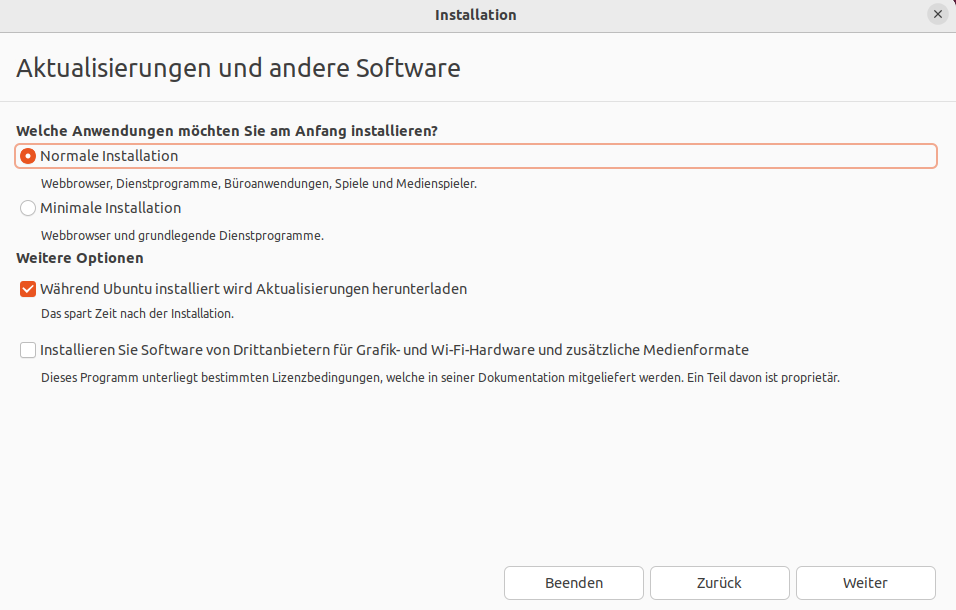 Installation
Aktualisierungen und andere Software
Welche Anwendungen möchten Sie am Anfang installieren?
Normale Installation
Webbrowser, Dienstprogramme, Büroanwendungen, Spiele und Medienspieler.
Minimale Installation
Webbrowser und grundlegende Dienstprogramme.
Weitere Optionen
Während Ubuntu installiert wird Aktualisierungen herunterladen
Das spart Zeit nach der Installation.
Installieren Sie Software von Drittanbietern für Grafik- und Wi-Fi-Hardware und zusätzliche Medienformate
Dieses Programm unterliegt bestimmten Lizenzbedingungen, welche in seiner Dokumentation mitgeliefert werden. Ein Teil davon ist proprietär.
Beenden
Zurück
Weiter